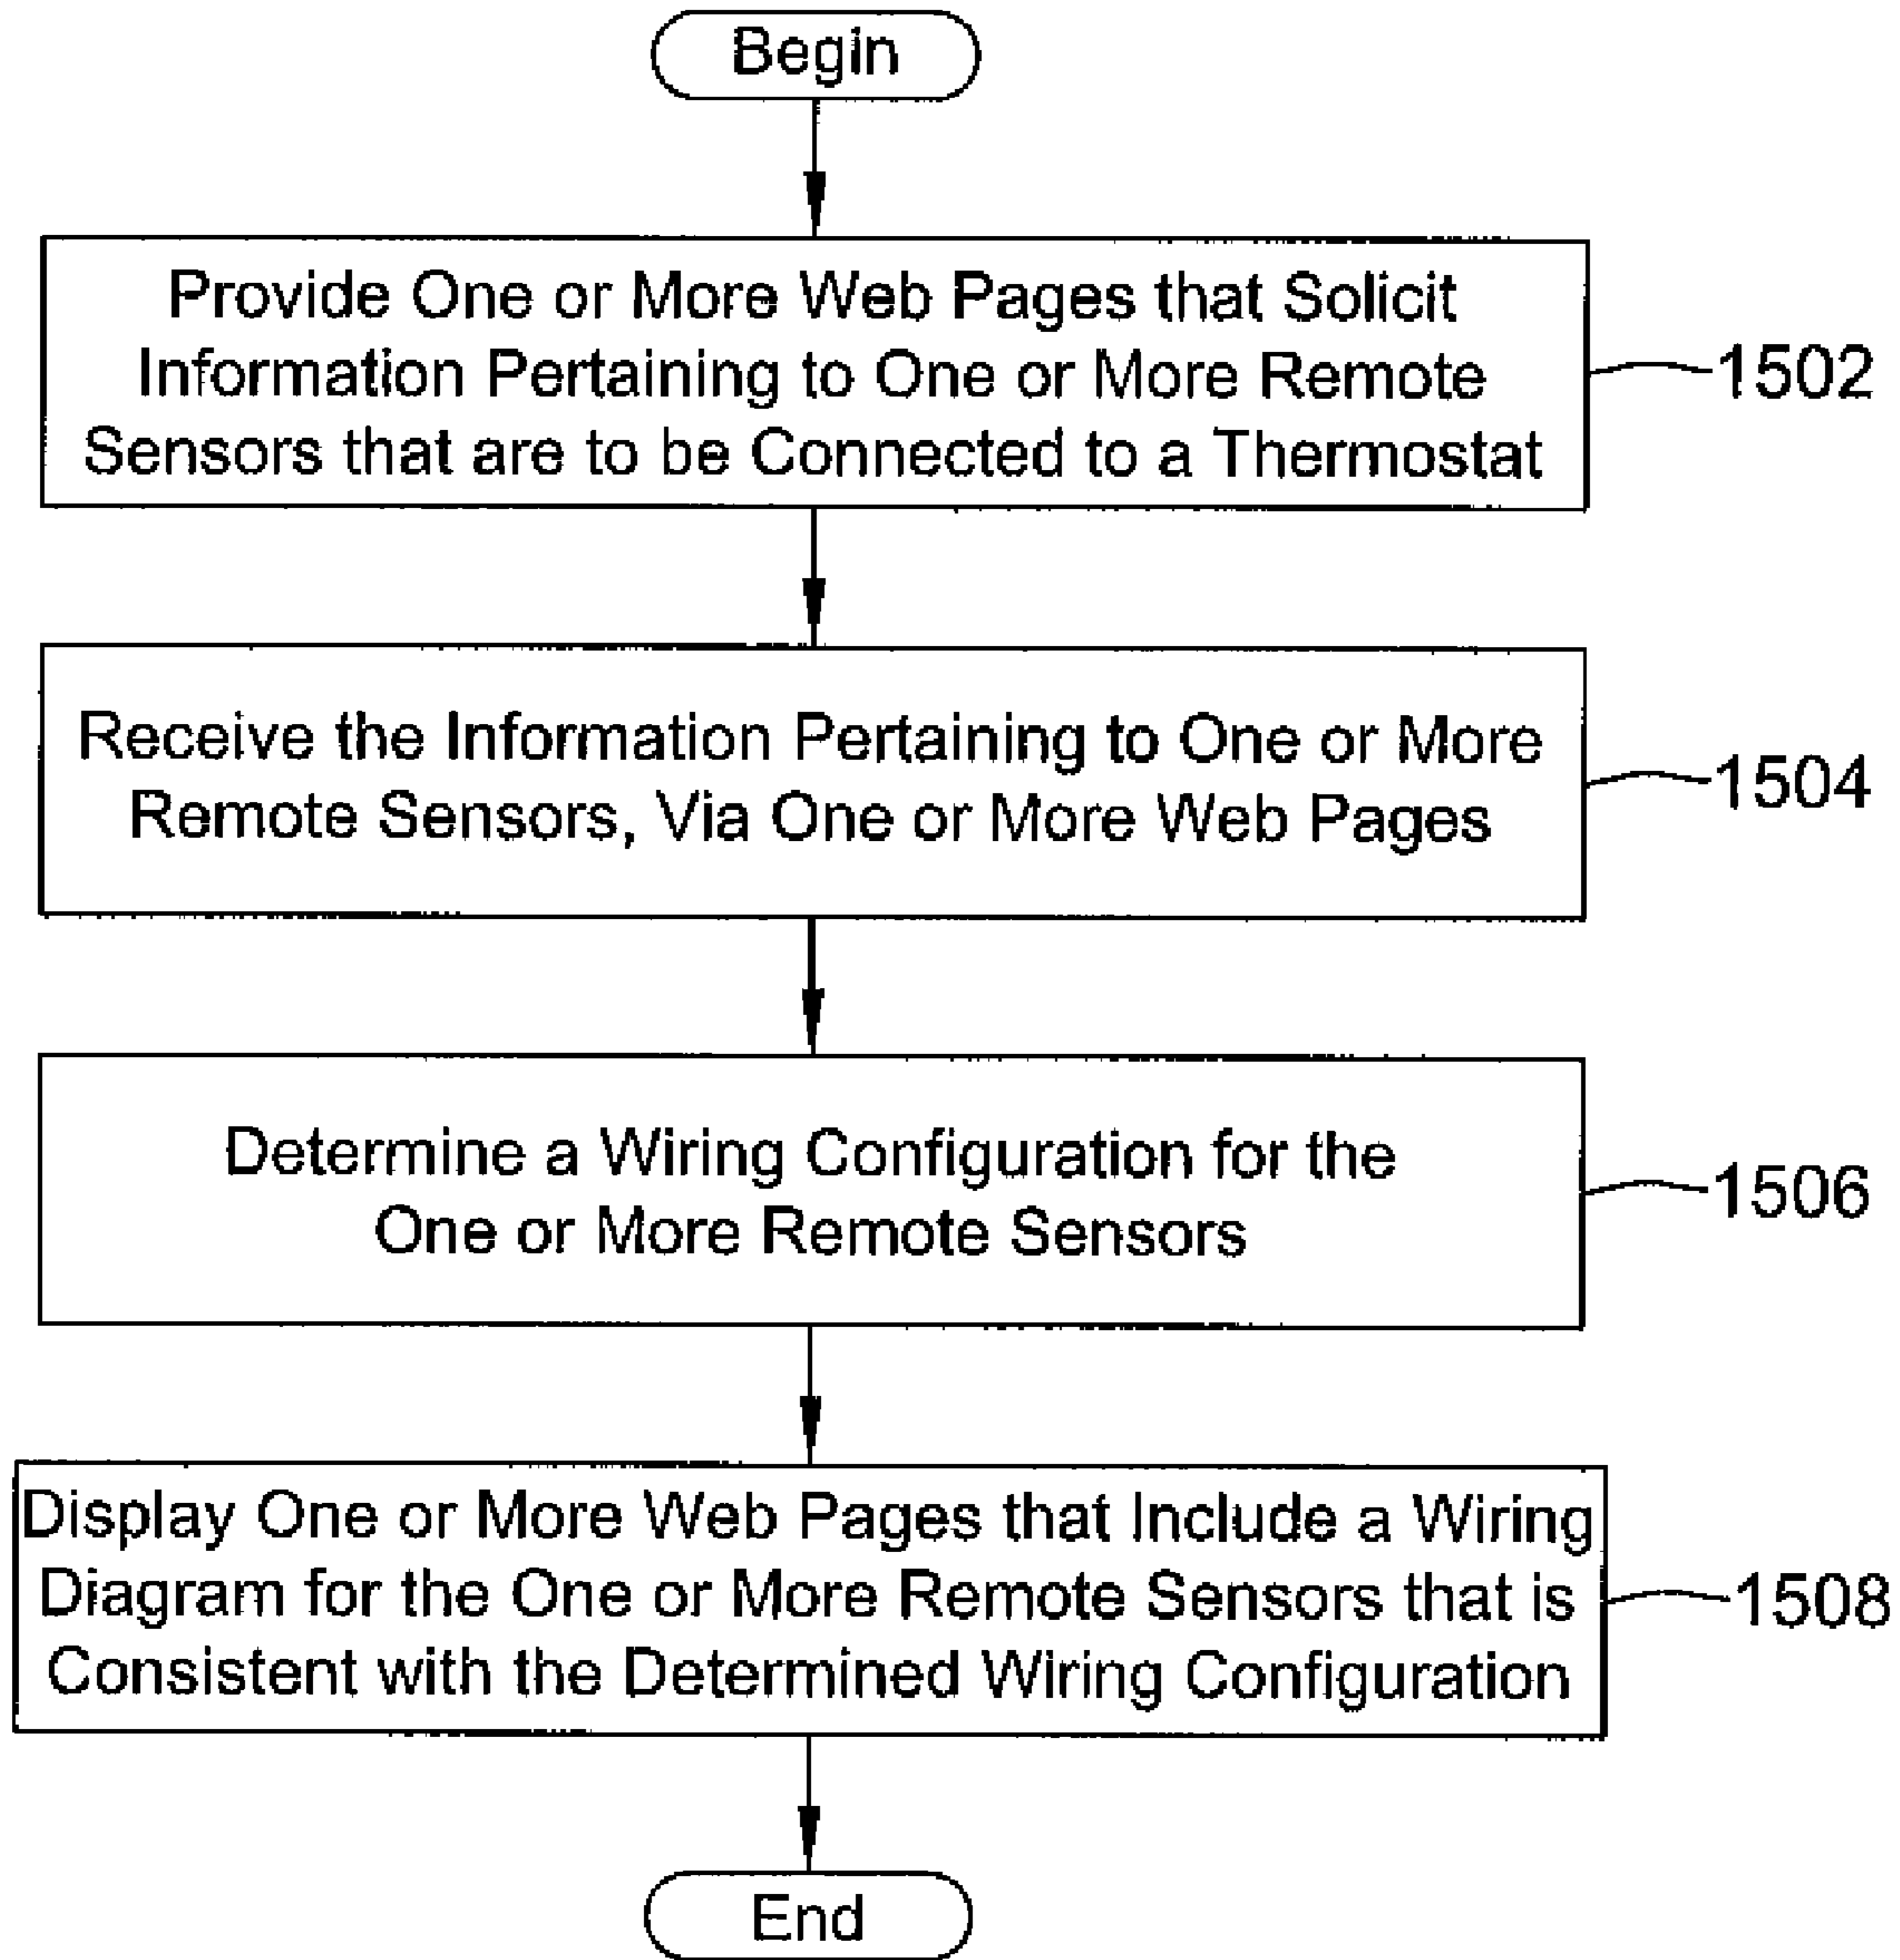 Begin
Provide One or More Web Pages that Solicit
Information Pertaining to One or More Remote
Sensors that are to be Connected to a Thermostat
1502
Receive the Information Pertaining to One or More
Remote Sensors, Via One or More Web Pages
1504
Determine a Wiring Configuration for the
One or More Remote Sensors
1506
Display One or More Web Pages that Include a Wiring
Diagram for the One or More Remote Sensors that is
Consistent with the Determined Wiring Configuration
1508
End